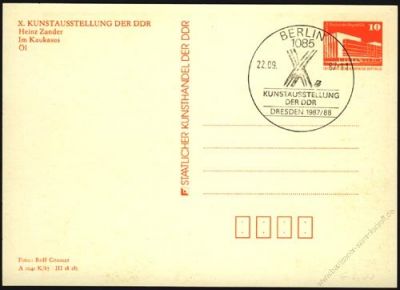 X. KUNSTAUSSTELLUNG DER DDR
Heinz Zander
Im Kaukasus
Öl
STAATLICHER KUNSTHANDEL DER DDR
BERLIN
1085
22.09.
KUNSTAUSSTELLUNG
DER DDR
DRESDEN 1987/88
10
Foto: